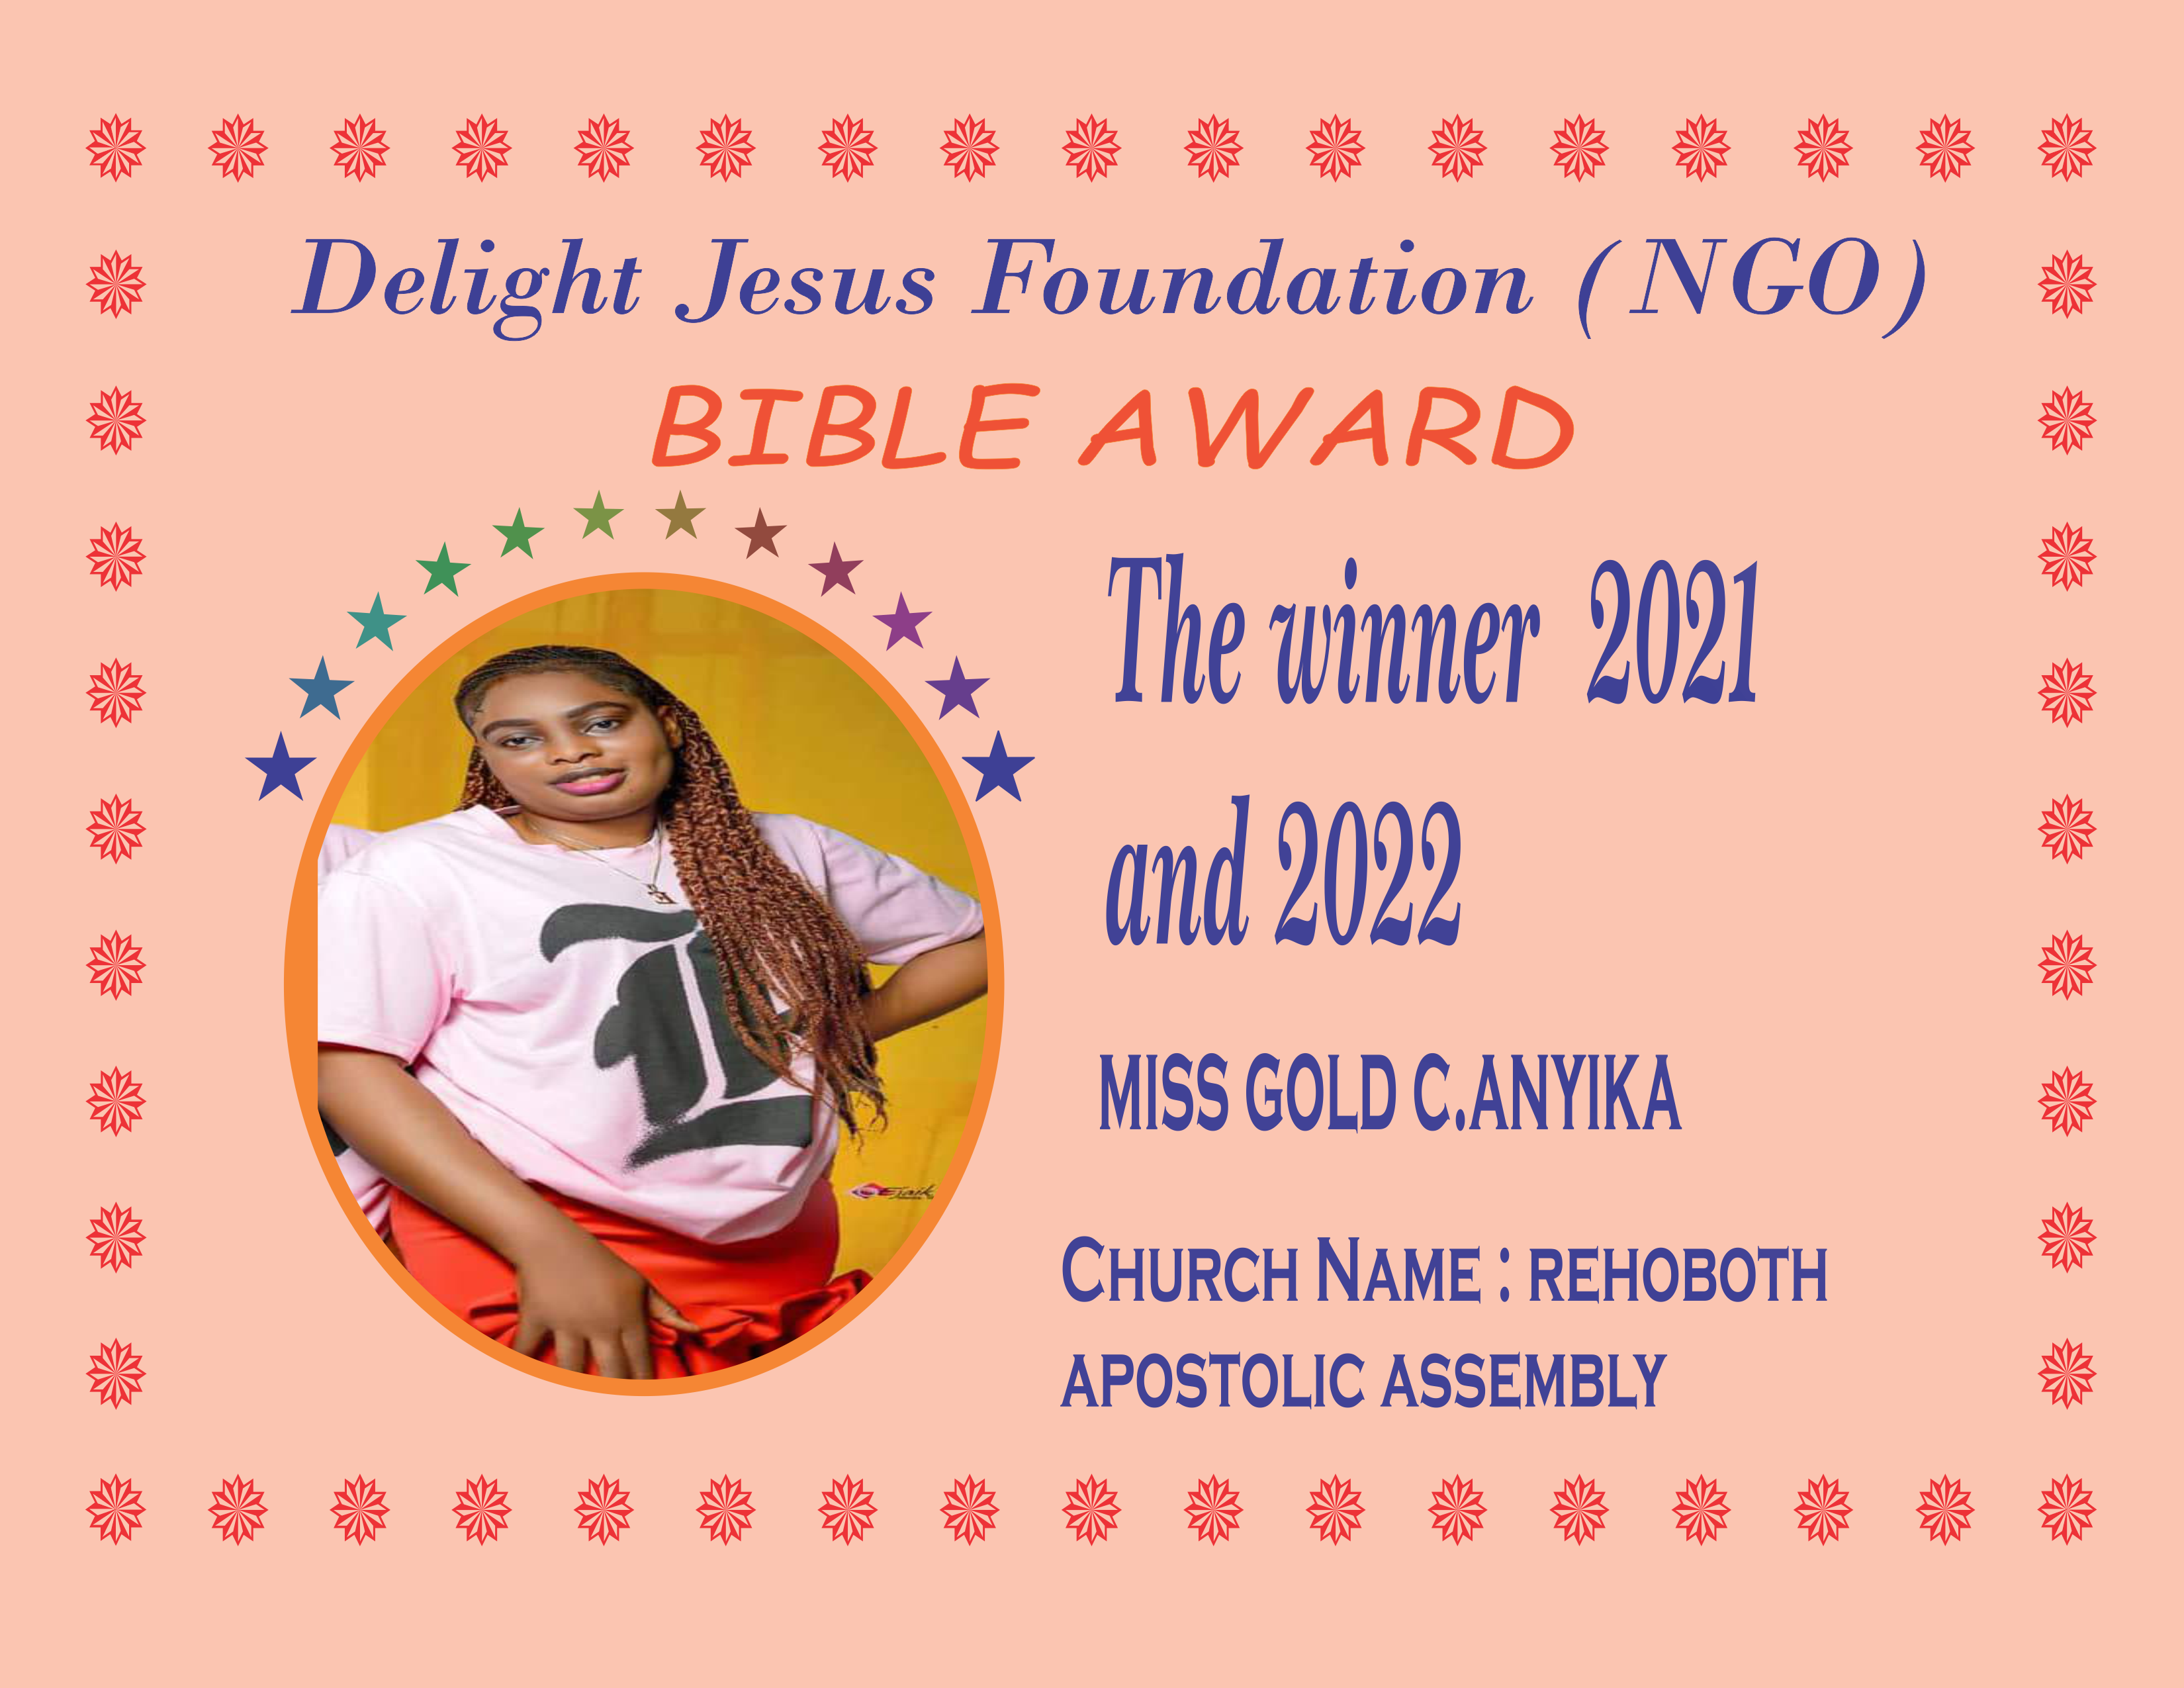 Delight Jesus Foundation (NGO)
BIBLE AWARD
The winner 2021
and 2022
MISS GOLD C.ANYIKA
CHURCH NAME : REHOBOTH
APOSTOLIC ASSEMBLY